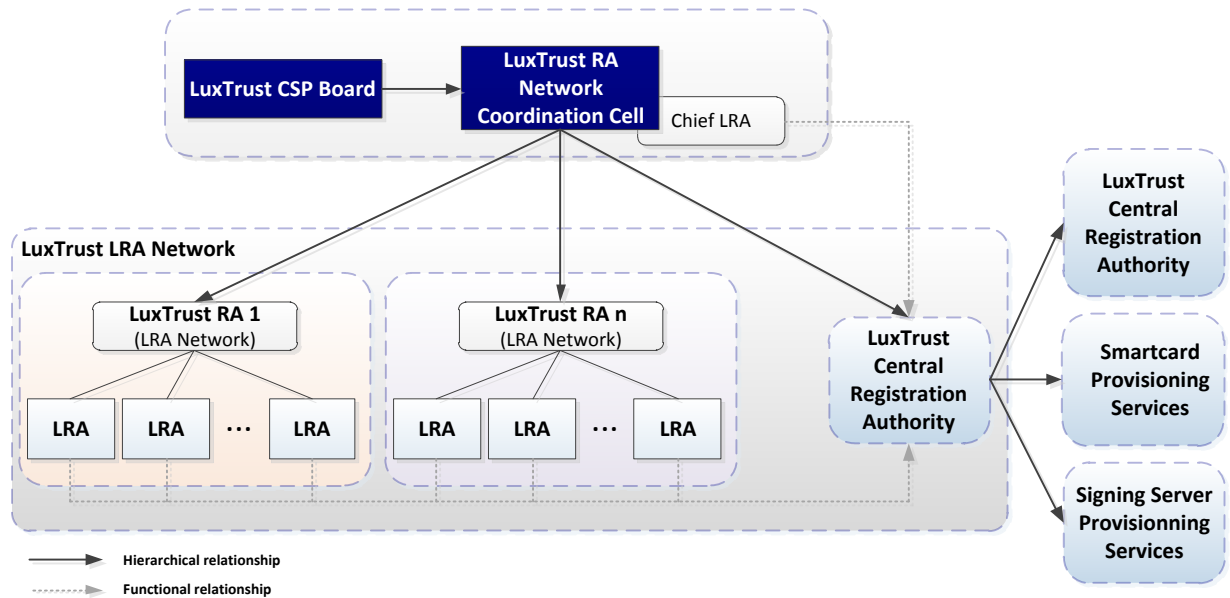 LuxTrust CSP Board
LuxTrust RA
Network
Coordination Cell
Chief LRA
LuxTrust LRA Network
LuxTrust RA 1
(LRA Network)
LRA
LRA
...
LRA
LuxTrust RA n
(LRA Network)
LRA
LRA
...
LRA
LuxTrust
Central
Registration
Authority
LuxTrust
Central
Registration
Authority
Smartcard
Provisioning
Services
Signing Server
Provisionning
Services
Hierarchical relationship
Functional relationship